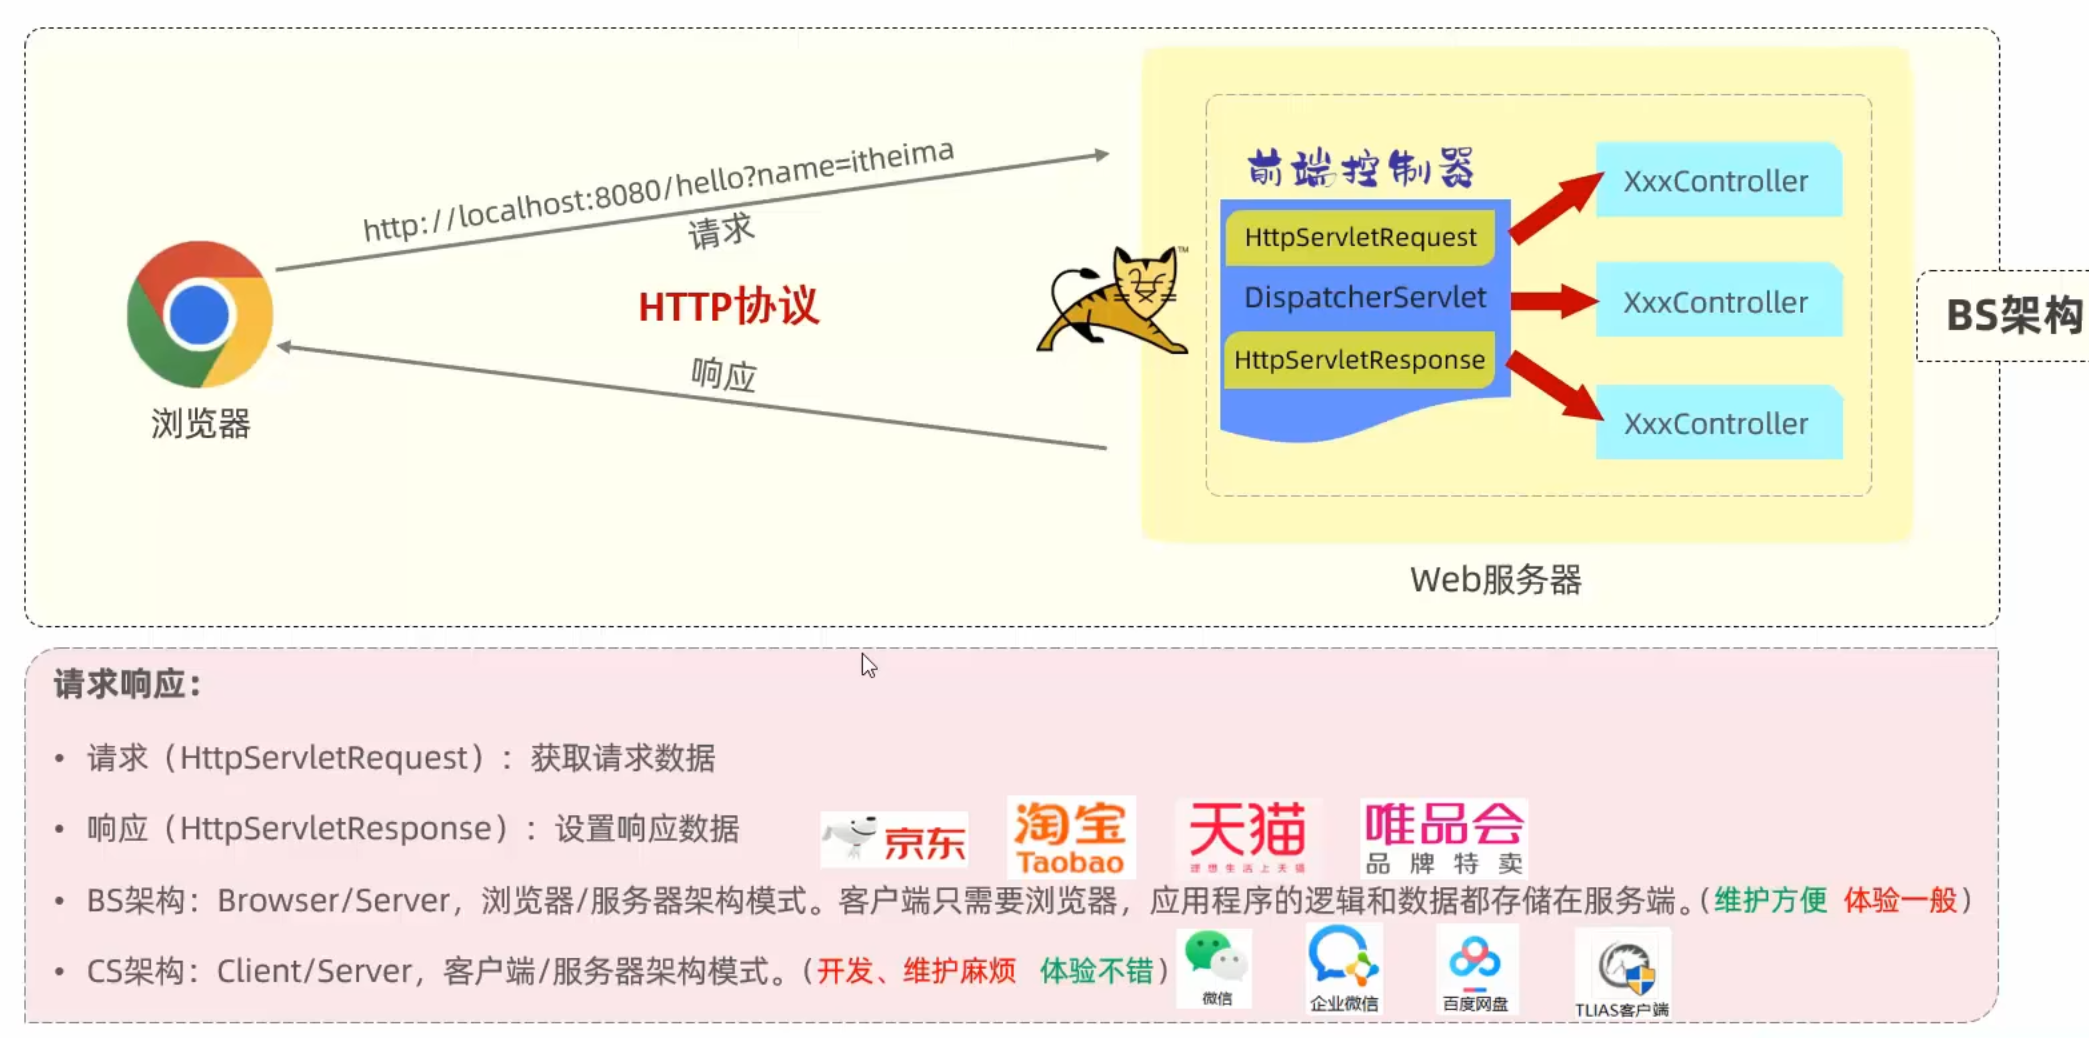 http://localhost:8080/hello?name=itheima
请求
HTTP协议
响应
浏览器
TM
前端控制器
HttpServletRequest
DispatcherServlet
HttpServletResponse
XxxController
XxxController
XxxController
Web服务器
BS架构
请求响应：
• 请求（HttpServletRequest）：获取请求数据
• 响应（HttpServletResponse）：设置响应数据
京东
淘宝
Taobao
天猫
理想生活上天猫
唯品会
品牌特卖
• BS架构：Browser/Server，浏览器/服务器架构模式。客户端只需要浏览器，应用程序的逻辑和数据都存储在服务端。（维护方便 体验一般）
• CS架构：Client/Server，客户端/服务器架构模式。（开发、维护麻烦 体验不错）
微信
企业微信
百度网盘
TLIAS客户端